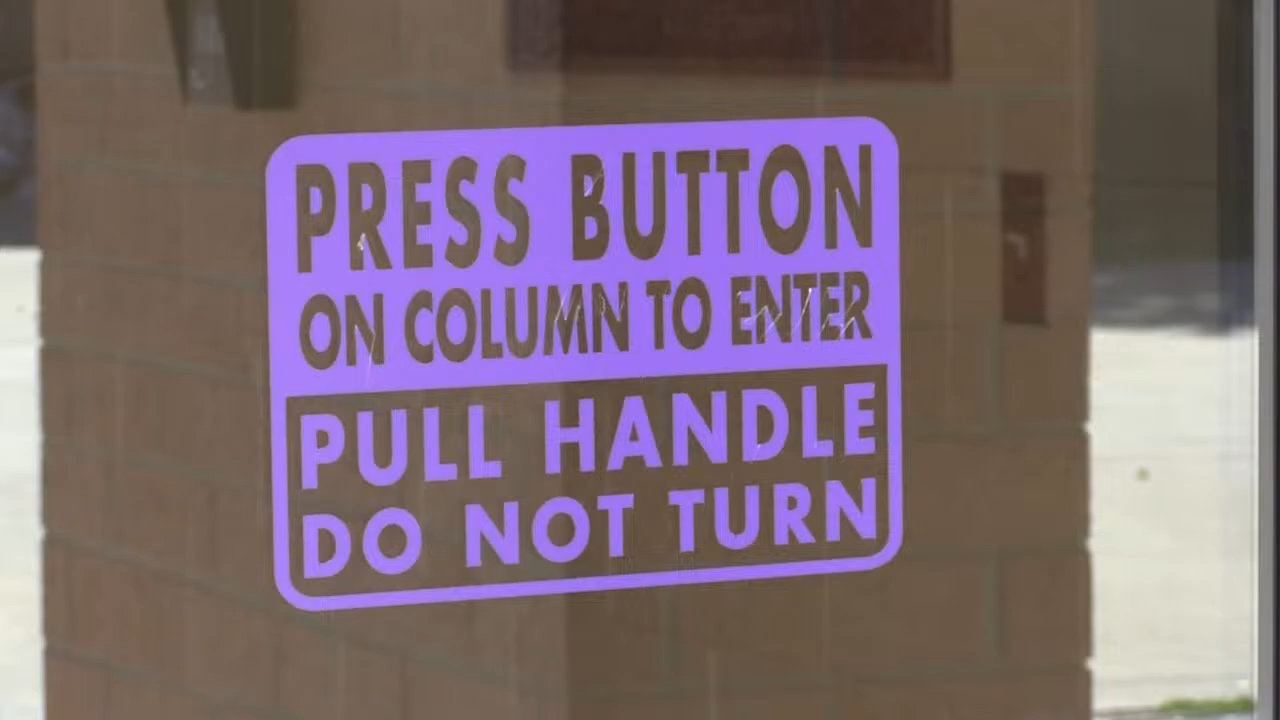 PRESS BUTTON
ON COLUMN TO ENTER
PULL HANDLE
DO NOT TURN